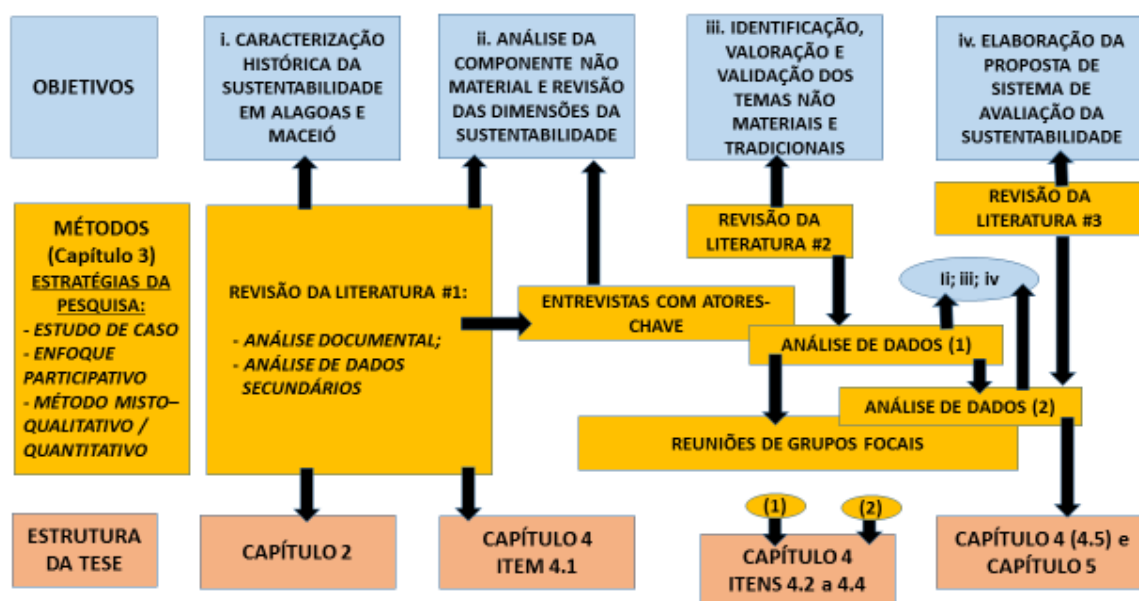 OBJETIVOS
i. CARACTERIZAÇÃO
HISTÓRICA DA
SUSTENTABILIDADE
EM ALAGOAS E
MACEIÓ
ii. ANÁLISE DA
COMPONENTE NÃO
MATERIAL E REVISÃO
DAS DIMENSÕES DA
SUSTENTABILIDADE
iii. IDENTIFICAÇÃO,
VALORAÇÃO E
VALIDAÇÃO DOS
TEMAS NÃO
MATERIAIS E
TRADICIONAIS
iv. ELABORAÇÃO DA
PROPOSTA DE
SISTEMA DE
AVALIAÇÃO DA
SUSTENTABILIDADE
MÉTODOS
(Capítulo 3)
ESTRATÉGIAS DA
PESQUISA:
- ESTUDO DE CASO
- ENFOQUE
PARTICIPATIVO
- MÉTODO MISTO–
QUALITATIVO /
QUANTITATIVO
REVISÃO DA LITERATURA #1:
- ANÁLISE DOCUMENTAL;
- ANÁLISE DE DADOS
SECUNDÁRIOS
ENTREVISTAS COM ATORES-
CHAVE
REVISÃO DA
LITERATURA #2
REVISÃO DA
LITERATURA #3
Ii; iii; iv
ANÁLISE DE DADOS (1)
ANÁLISE DE DADOS (2)
REUNIÕES DE GRUPOS FOCAIS
(1)
(2)
ESTRUTURA
DA TESE
CAPÍTULO 2
CAPÍTULO 4
ITEM 4.1
CAPÍTULO 4
ITENS 4.2 a 4.4
CAPÍTULO 4 (4.5) e
CAPÍTULO 5